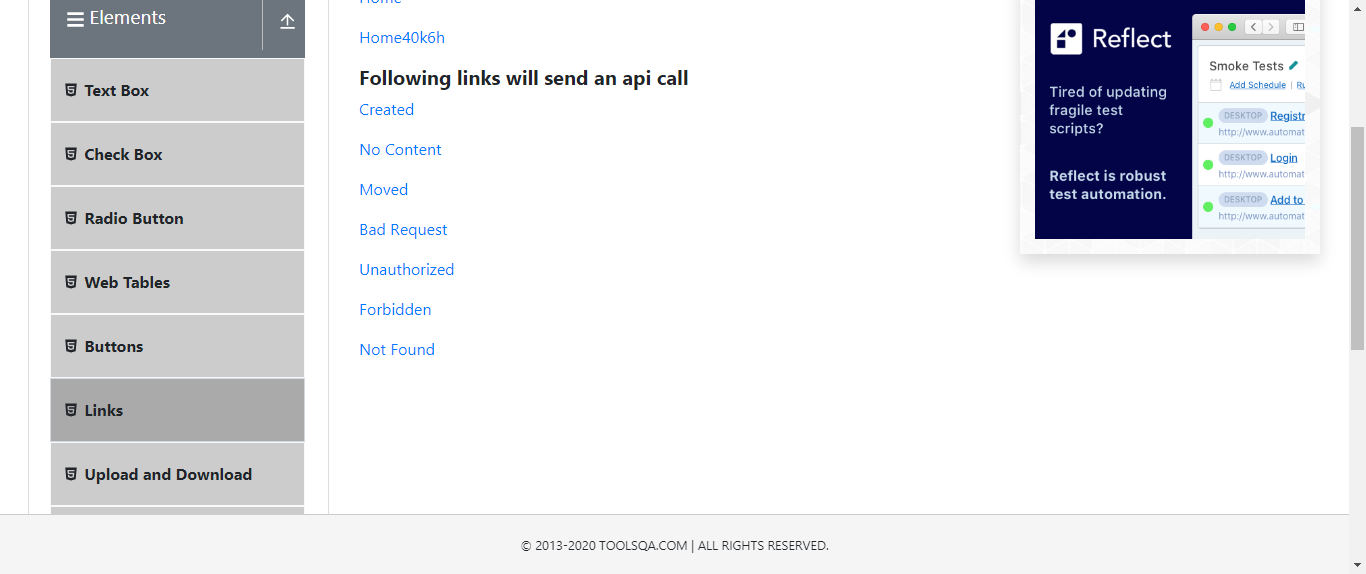 Elements
Text Box
Check Box
Radio Button
Web Tables
Buttons
Links
Upload and Download
Home
Home40k6h
Following links will send an api call
Created
No Content
Moved
Bad Request
Unauthorized
Forbidden
Not Found
Reflect
Tired of updating
fragile test
scripts?
Reflect is robust
test automation.
Smoke Tests
Add Schedule | Ru
DESKTOP Registr
http://www.automat
DESKTOP Login
http://www.automat
DESKTOP Add to
http://www.automat
© 2013-2020 TOOLSQA.COM | ALL RIGHTS RESERVED.